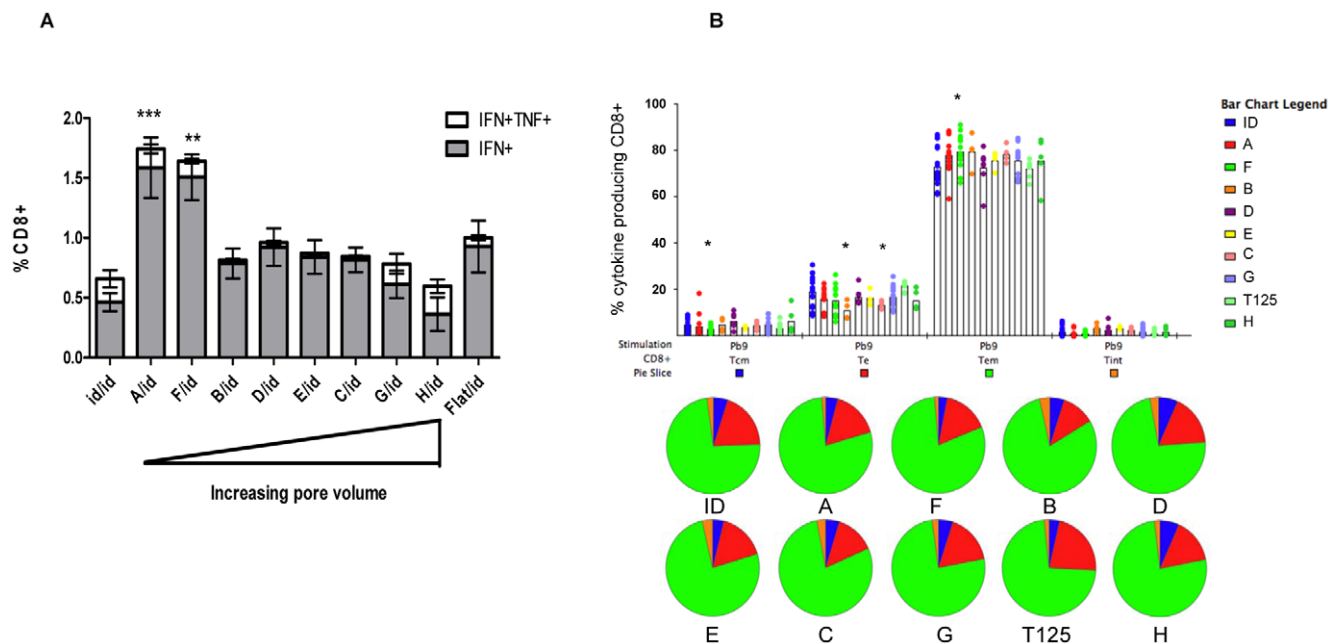 A
2.0
1.5
1.0
0.5
0.0
% CD8+
***
**
IFN+TNF+
IFN+
id/id
A/id
F/id
B/id
D/id
E/id
C/id
G/id
H/id
Flat/id
Increasing pore volume
B
100
80
60
40
20
% cytokine producing CD8+
*
*
*
*
Stimulation Pb9 Pb9 Pb9 Pb9
CD8+ Tcm Te Tem Tint
Pie Slice
Bar Chart Legend
ID
A
F
B
D
E
C
G
T125
H
ID A F B D
E C G T125 H